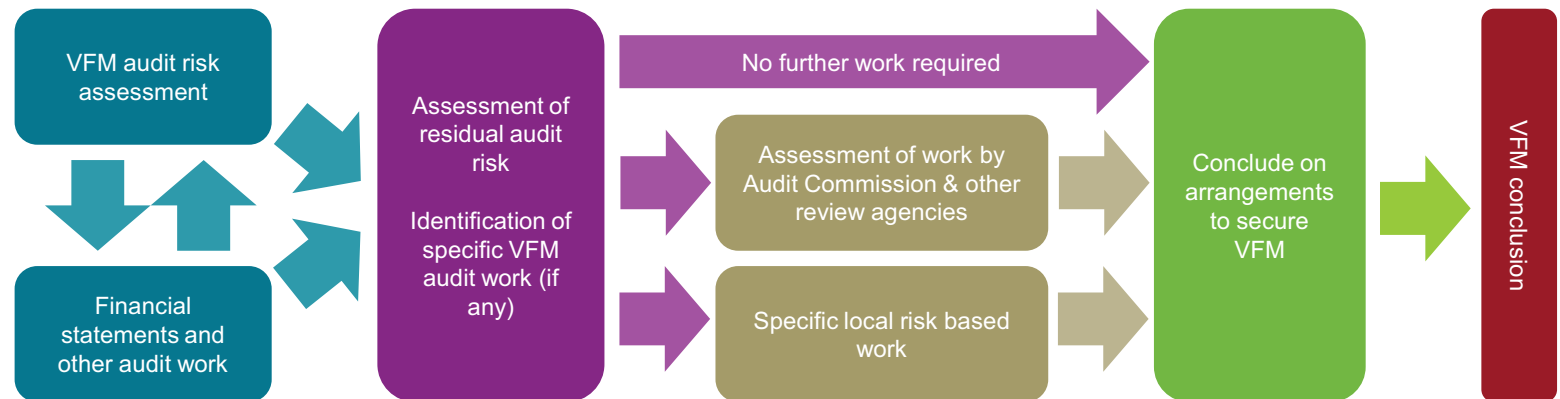 VFM audit risk
assessment
Financial
statements and
other audit work
Assessment of
residual audit
risk
Identification of
specific VFM
audit work (if
any)
No further work required
Assessment of work by
Audit Commission & other
review agencies
Specific local risk based
work
Conclude on
arrangements
to secure
VFM
VFM conclusion